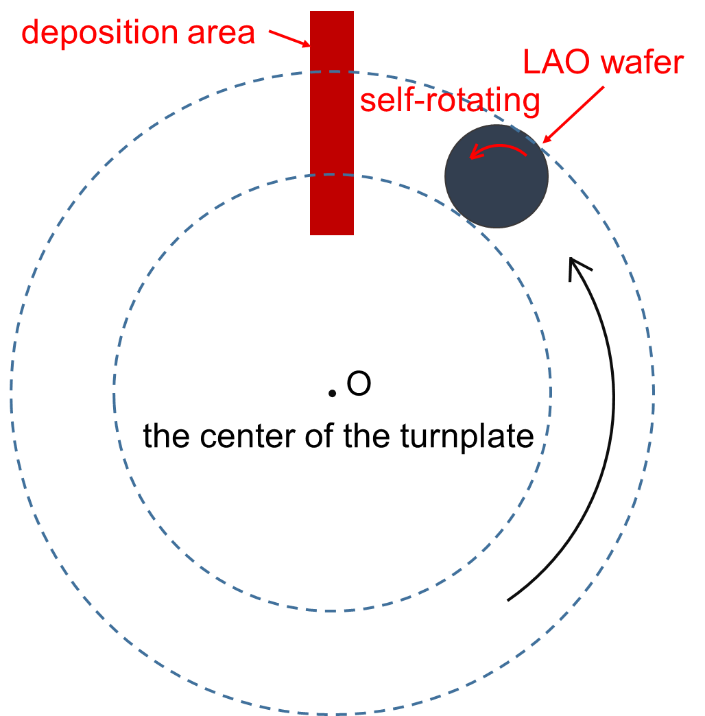 deposition area
LAO wafer
self-rotating
O
the center of the turnplate